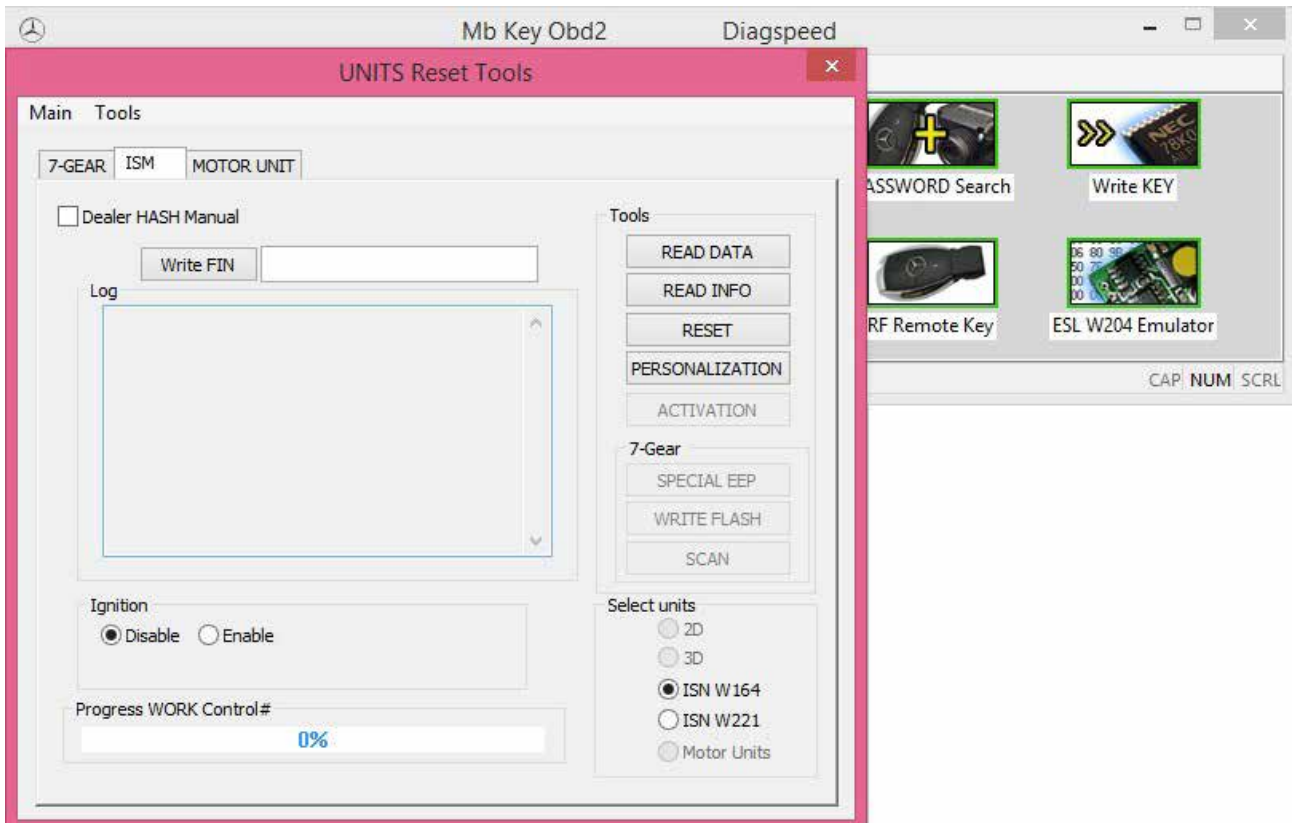 Mb Key Obd2 Diagspeed
UNITS Reset Tools
Main Tools
7-GEAR ISM MOTOR UNIT
Dealer HASH Manual
Write FIN
Log
Ignition
Disable Enable
Progress WORK Control#
0%
Tools
READ DATA
READ INFO
RESET
PERSONALIZATION
ACTIVATION
7-Gear
SPECIAL EEP
WRITE FLASH
SCAN
Select units
2D
3D
ISN W164
ISN W221
Motor Units
NEC
ASSWORD Search
Write KEY
RF Remote Key
ESL W204 Emulator
CAP NUM SCRL